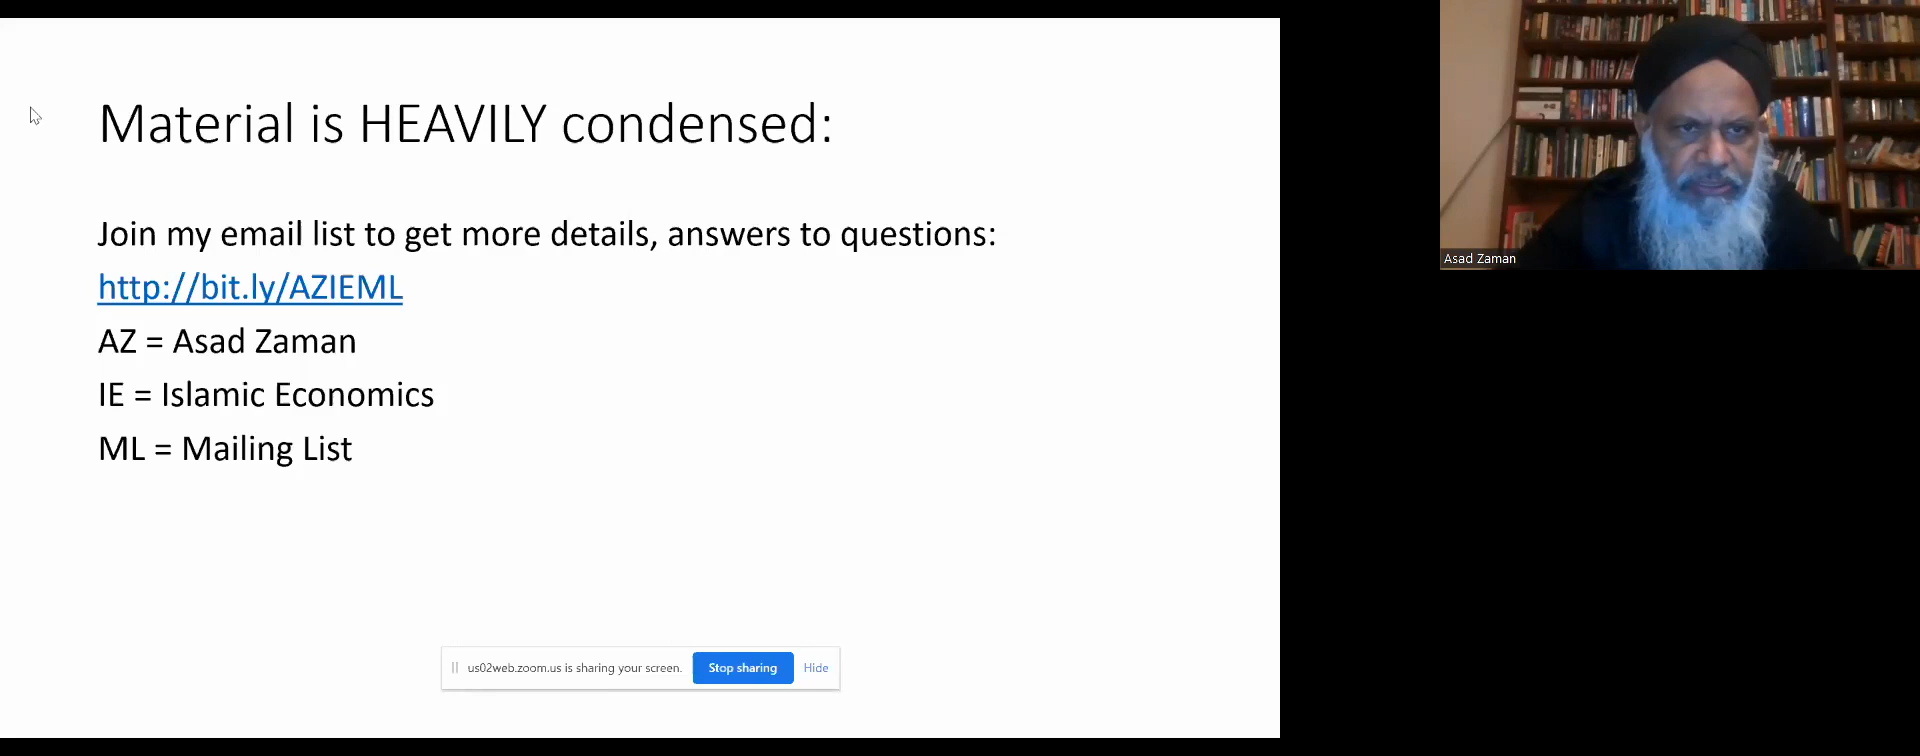 Material is HEAVILY condensed:
Join my email list to get more details, answers to questions:
http://bit.ly/AZIEML
AZ = Asad Zaman
IE = Islamic Economics
ML = Mailing List
us02web.zoom.us is sharing your screen. Stop sharing Hide
Asad Zaman